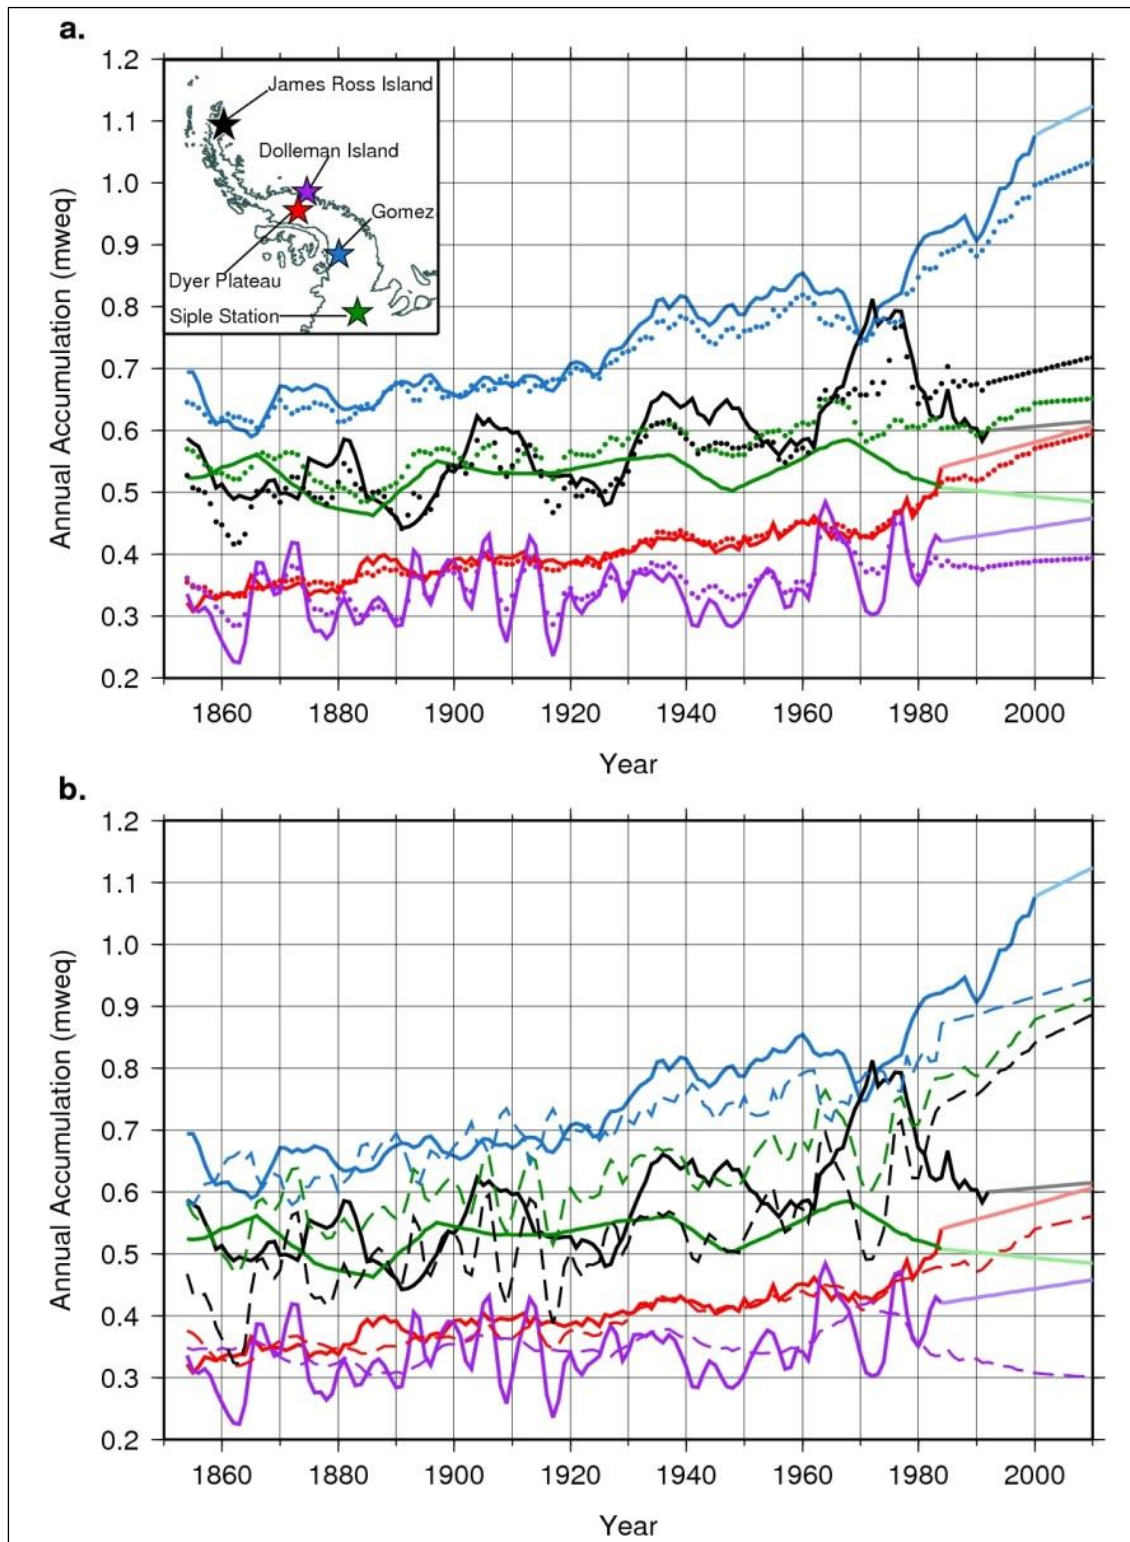 a.
1.2
1.1
1.0
0.9
0.8
0.7
0.6
0.5
0.4
0.3
0.2
Annual Accumulation (mweq)
James Ross Island
Dolleman Island
Gomez
Dyer Plateau
Siple Station
1860 1880 1900 1920 1940 1960 1980 2000
Year
b.
1.2
1.1
1.0
0.9
0.8
0.7
0.6
0.5
0.4
0.3
0.2
Annual Accumulation (mweq)
1860 1880 1900 1920 1940 1960 1980 2000
Year